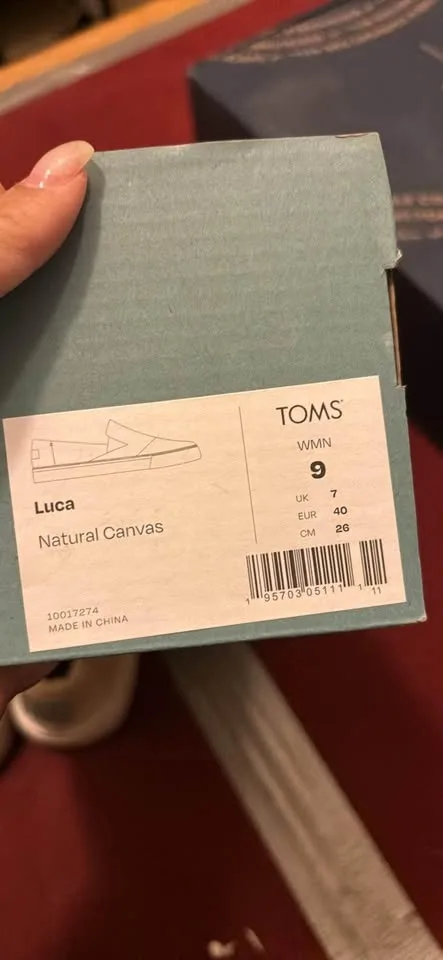 Luca
Natural Canvas
10017274
MADE IN CHINA
TOMS
WMN
9
UK 7
EUR 40
CM 26
1 95703 05111 1 11